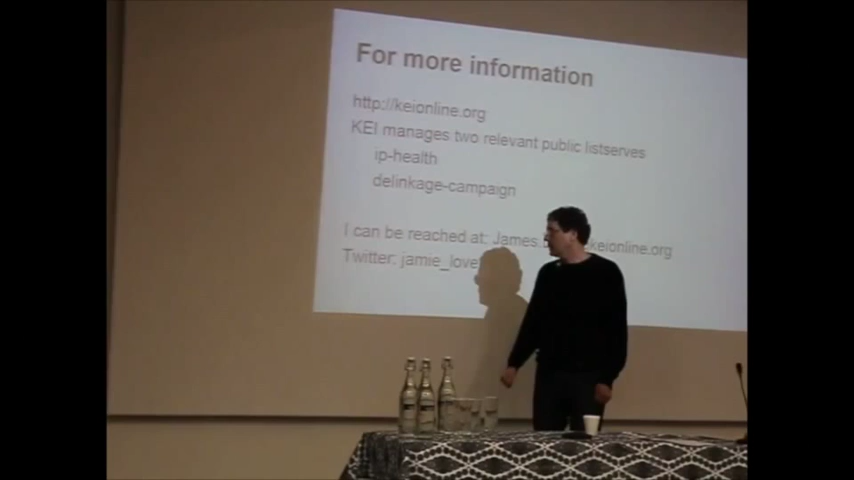 For more information
http://keionline.org
KEI manages two relevant public listserves
ip-health
delinkage-campaign
I can be reached at: James. keionline.org
Twitter: jamie_love